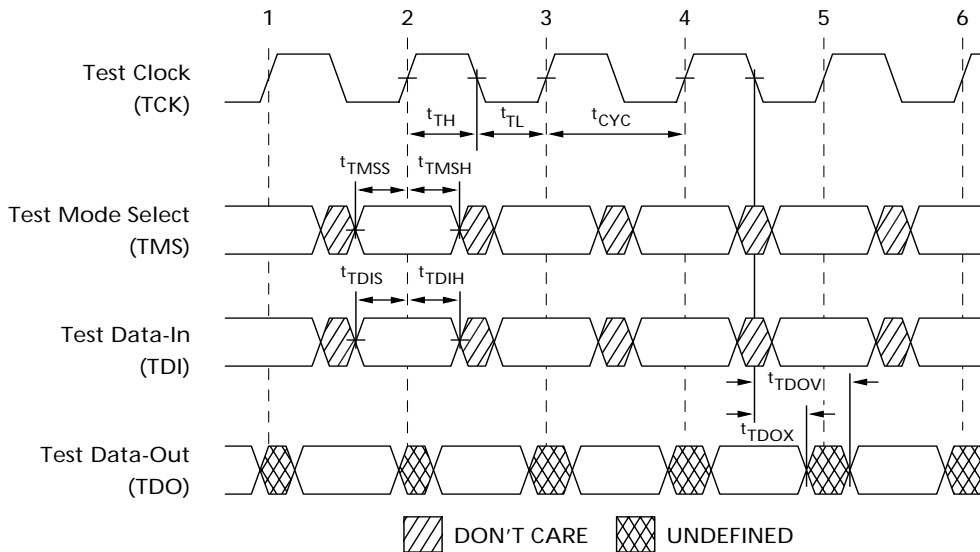 1 2 3 4 5 6
Test Clock
(TCK)
tTH tTL tCYC
tTMSS tTMSH
Test Mode Select
(TMS)
tTDIS tTDIH
Test Data-In
(TDI)
tTDOV
tTDOX
Test Data-Out
(TDO)
DON'T CARE UNDEFINED